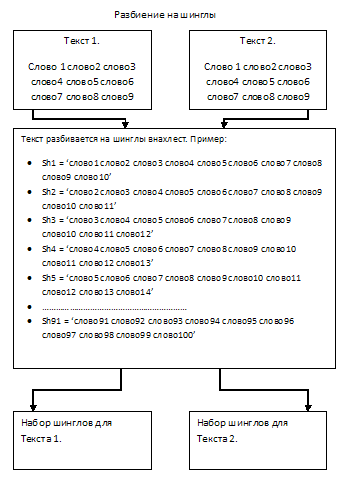 Разбиение на шинглы
Текст 1.
Слово 1 слово2 слово3
слово4 слово5 слово6
слово7 слово8 слово9
Текст 2.
Слово 1 слово2 слово3
слово4 слово5 слово6
слово7 слово8 слово9
Текст разбивается на шинглы внахлест. Пример:
• Sh1 = ‘слово1 слово2 слово3 слово4 слово5 слово6 слово7 слово8
слово9 слово10’
• Sh2 = ‘слово2 слово3 слово4 слово5 слово6 слово7 слово8 слово9
слово10 слово11’
• Sh3 = ‘слово3 слово4 слово5 слово6 слово7 слово8 слово9
слово10 слово11 слово12’
• Sh4 = ‘слово4 слово5 слово6 слово7 слово8 слово9 слово10
слово11 слово12 слово13’
• Sh5 = ‘слово5 слово6 слово7 слово8 слово9 слово10 слово11
слово12 слово13 слово14’
• ……………………………………………………
• Sh91 = ‘слово91 слово92 слово93 слово94 слово95 слово96
слово97 слово98 слово99 слово100’
Набор шинглов для
Текста 1.
Набор шинглов для
Текста 2.